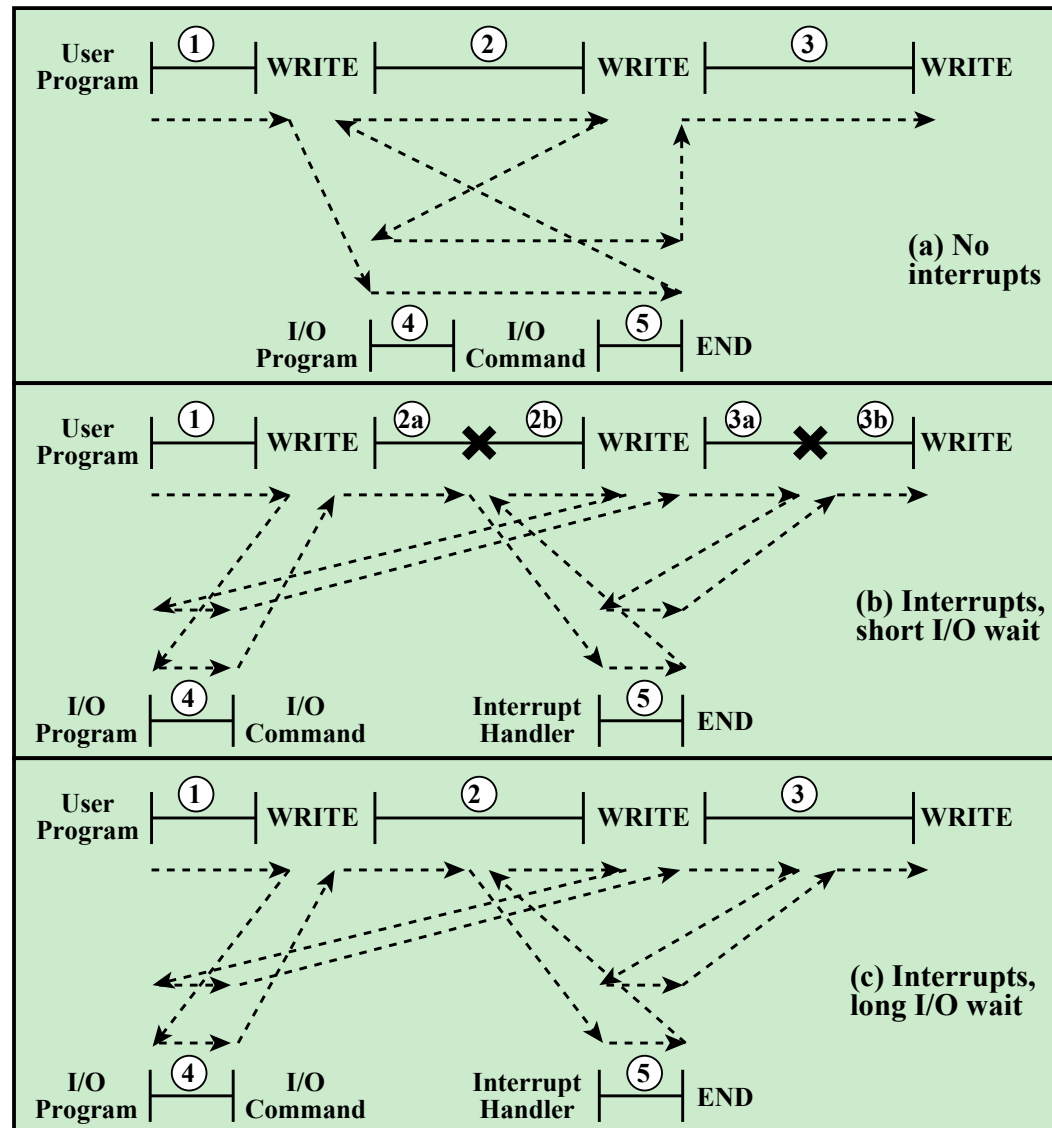 1
2
3
User
Program
WRITE
WRITE
WRITE
(a) No
interrupts
4
5
I/O
Program
I/O
Command
END
1
2a
2b
3a
3b
User
Program
WRITE
WRITE
WRITE
(b) Interrupts,
short I/O wait
4
5
I/O
Program
I/O
Command
Interrupt
Handler
END
1
2
3
User
Program
WRITE
WRITE
WRITE
(c) Interrupts,
long I/O wait
4
5
I/O
Program
I/O
Command
Interrupt
Handler
END